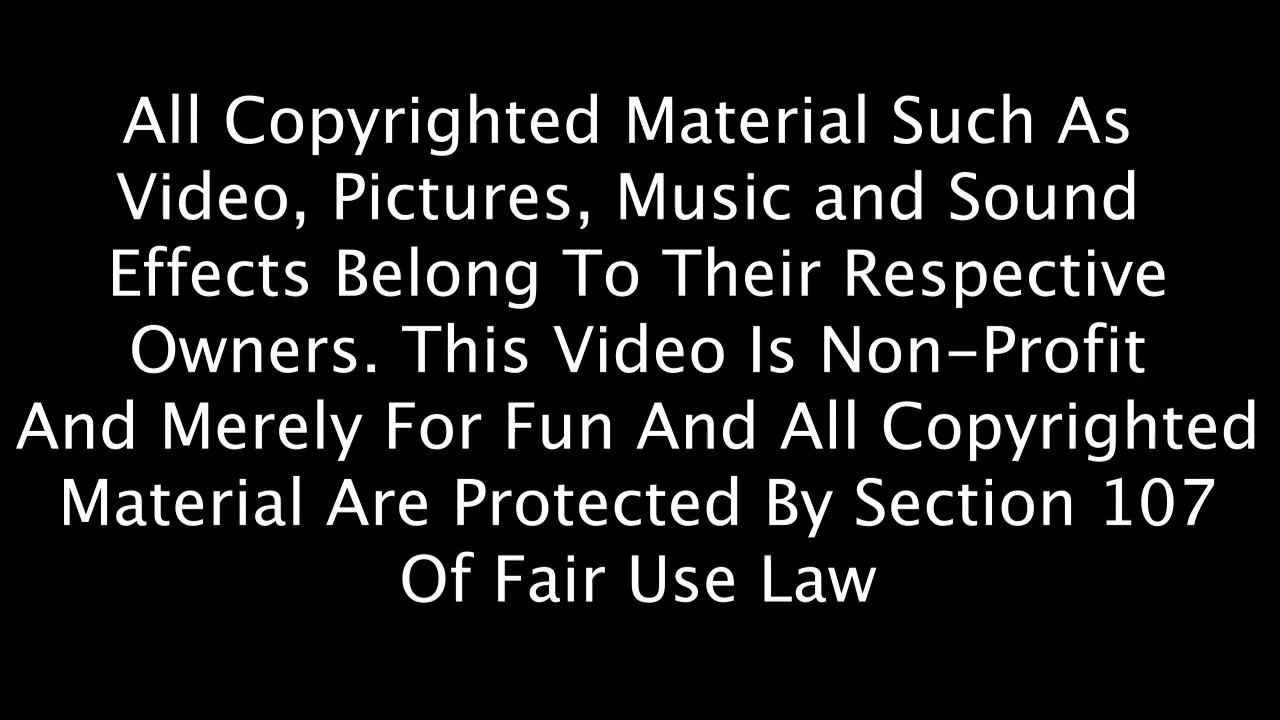 All Copyrighted Material Such As
Video, Pictures, Music and Sound
Effects Belong To Their Respective
Owners. This Video Is Non-Profit
And Merely For Fun And All Copyrighted
Material Are Protected By Section 107
Of Fair Use Law